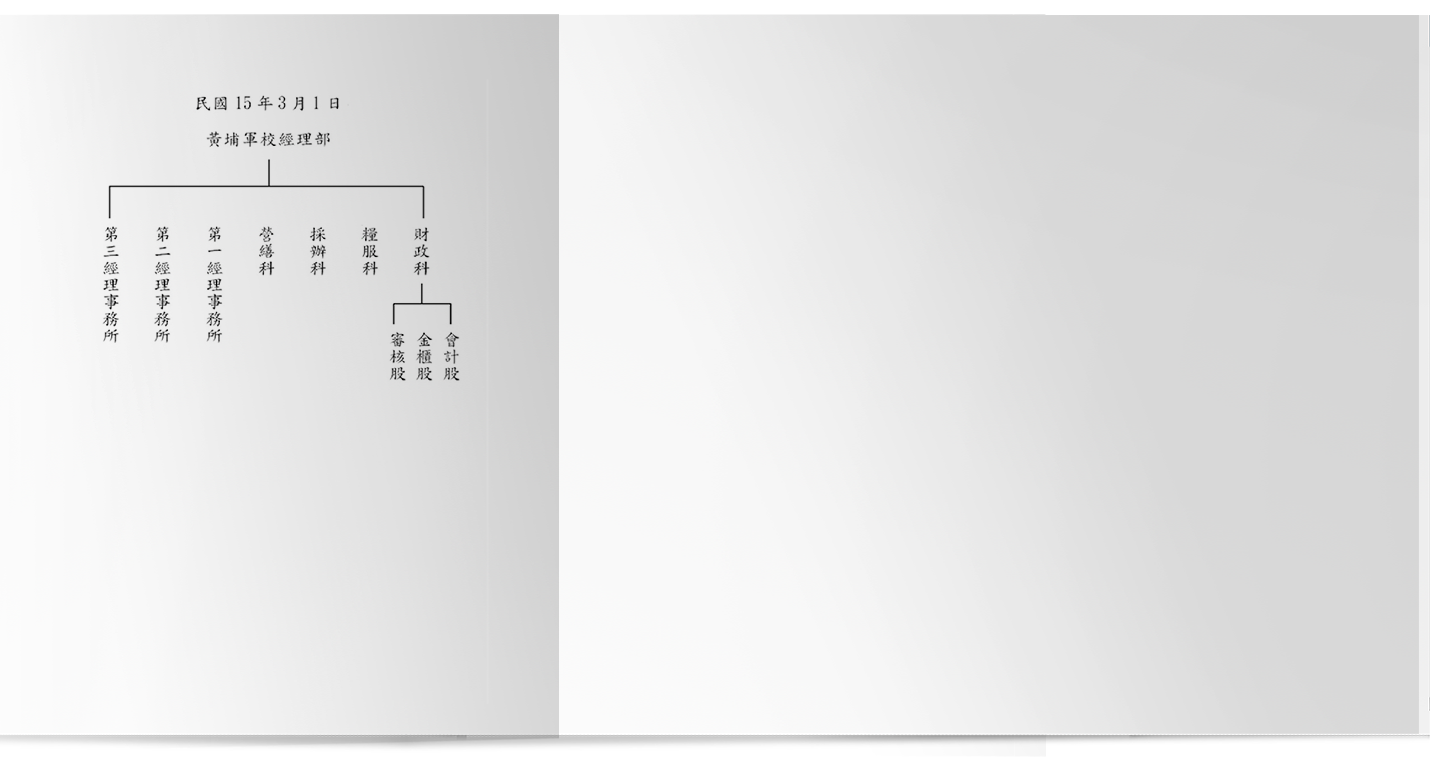 民國 15 年 3 月 1 日
黃埔軍校經理部
財政科
糧服科
採辦科
營繕科
第一經理事務所
第二經理事務所
第三經理事務所
會計股
金櫃股
審核股